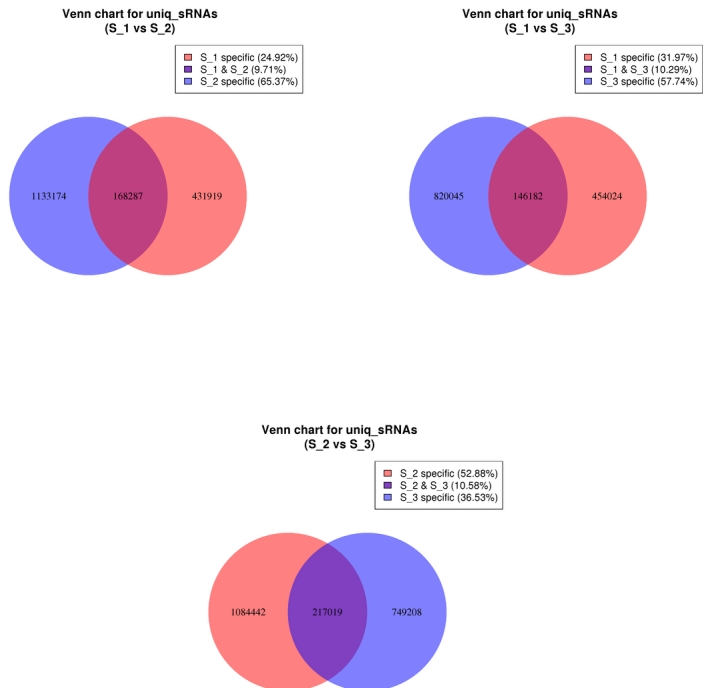 Venn chart for uniq_sRNAs
(S_1 vs S_2)
S_1 specific (24.92%)
S_1 & S_2 (9.71%)
S_2 specific (65.37%)
1133174
168287
431919
Venn chart for uniq_sRNAs
(S_1 vs S_3)
S_1 specific (31.97%)
S_1 & S_3 (10.29%)
S_3 specific (57.74%)
820045
146182
454024
Venn chart for uniq_sRNAs
(S_2 vs S_3)
S_2 specific (52.88%)
S_2 & S_3 (10.58%)
S_3 specific (36.53%)
1084442
217019
749208